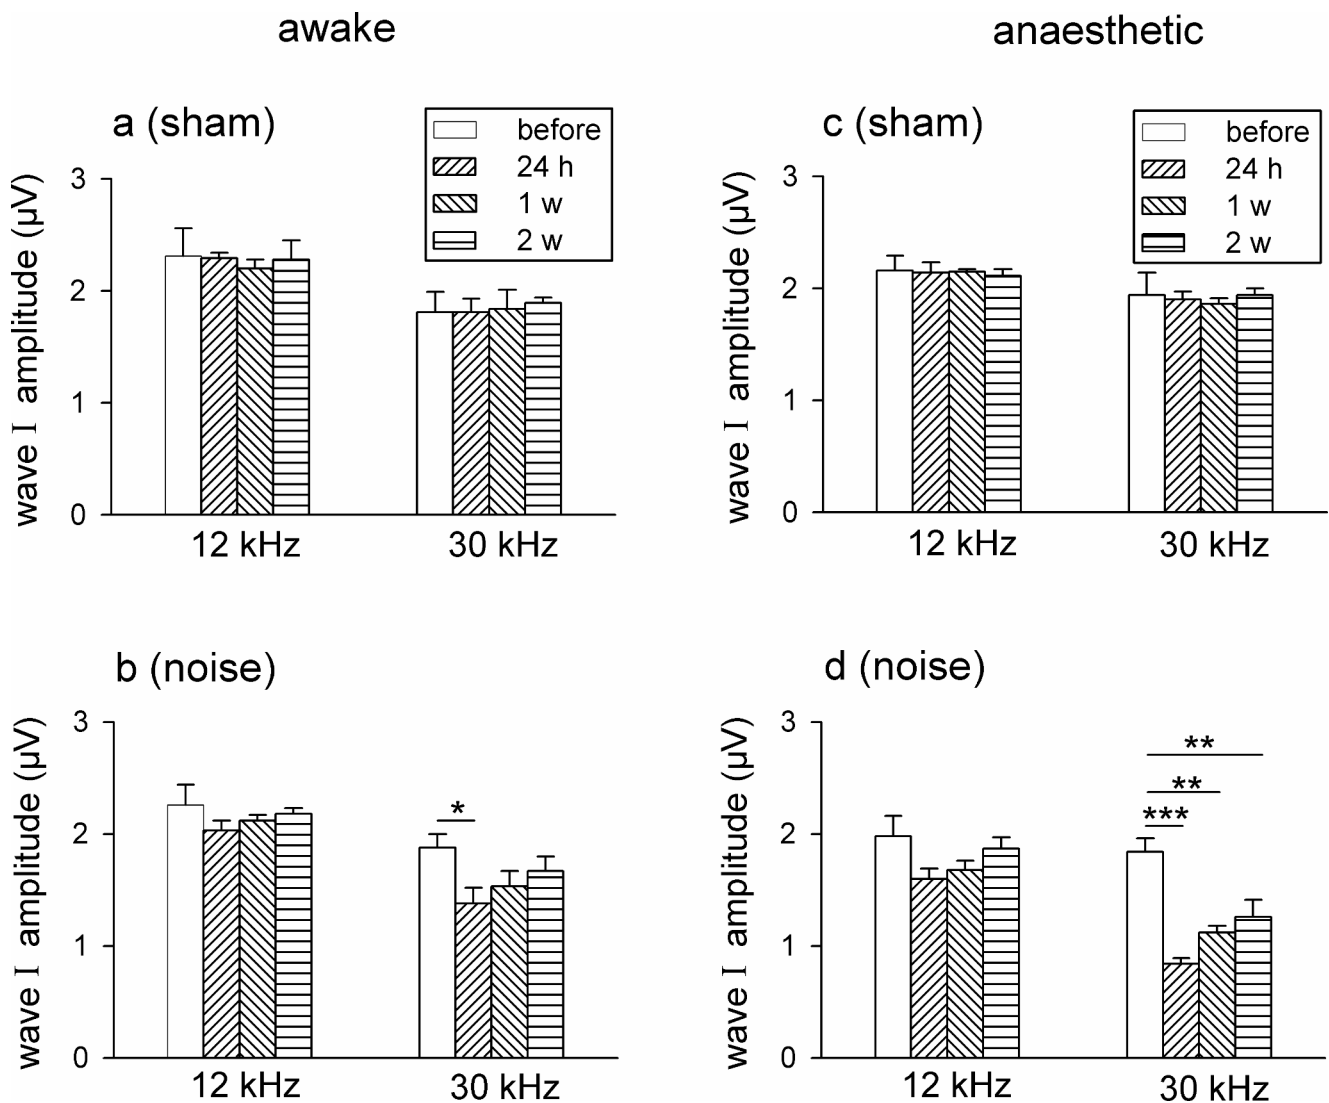 awake
anaesthetic
a (sham)
before
24 h
1 w
2 w
wave I amplitude (µV)
3
2
1
0
12 kHz
30 kHz
c (sham)
before
24 h
1 w
2 w
wave I amplitude (µV)
3
2
1
0
12 kHz
30 kHz
b (noise)
wave I amplitude (µV)
3
2
1
0
*
12 kHz
30 kHz
d (noise)
wave I amplitude (µV)
3
2
1
0
**
**
***
12 kHz
30 kHz